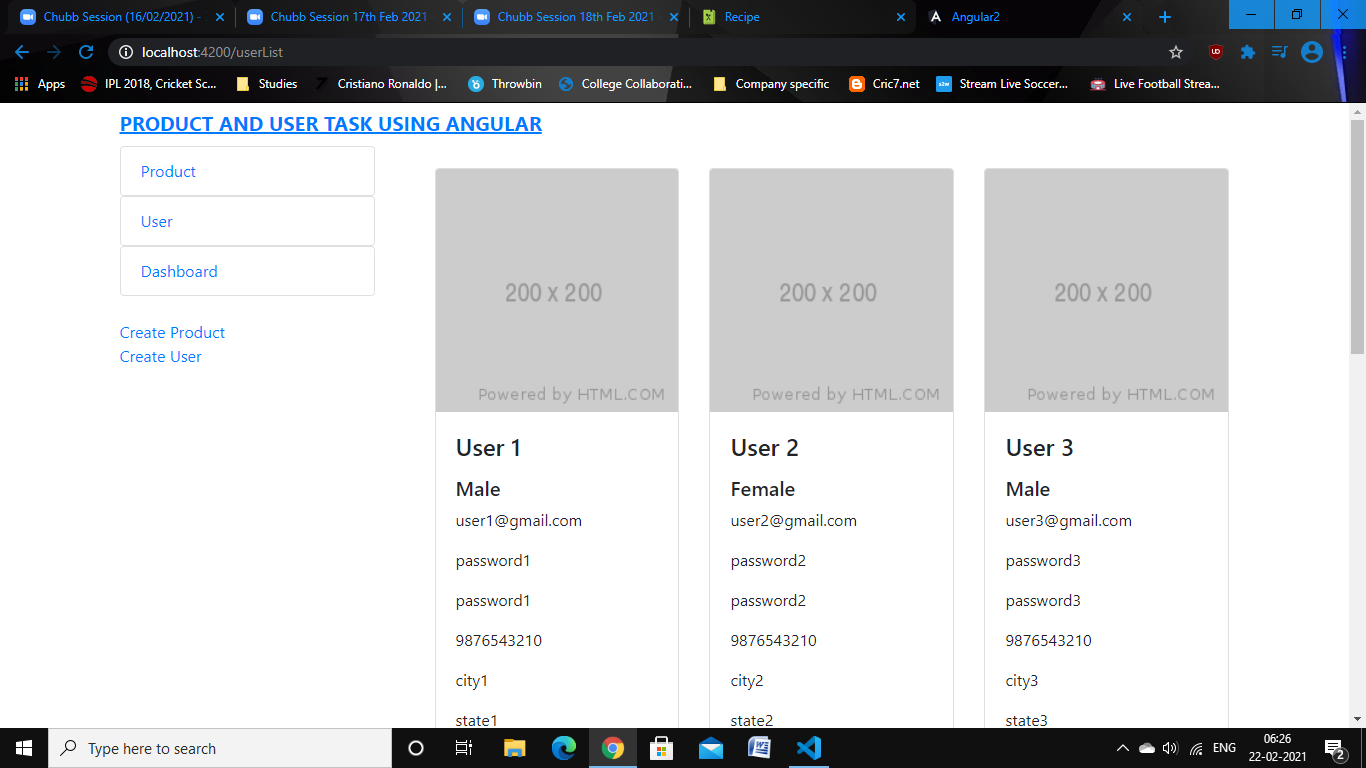 Chubb Session (16/02/2021) -
Chubb Session 17th Feb 2021
Chubb Session 18th Feb 2021
Recipe
Angular2
localhost:4200/userList
Apps
IPL 2018, Cricket Sc...
Studies
Cristiano Ronaldo |...
Throwbin
College Collaborati...
Company specific
Cric7.net
Stream Live Soccer...
Live Football Strea...
PRODUCT AND USER TASK USING ANGULAR
Product
User
Dashboard
Create Product
Create User
200 x 200
Powered by HTML.COM
User 1
Male
user1@gmail.com
password1
password1
9876543210
city1
state1
200 x 200
Powered by HTML.COM
User 2
Female
user2@gmail.com
password2
password2
9876543210
city2
state2
200 x 200
Powered by HTML.COM
User 3
Male
user3@gmail.com
password3
password3
9876543210
city3
state3
Type here to search
ENG
06:26
22-02-2021
2